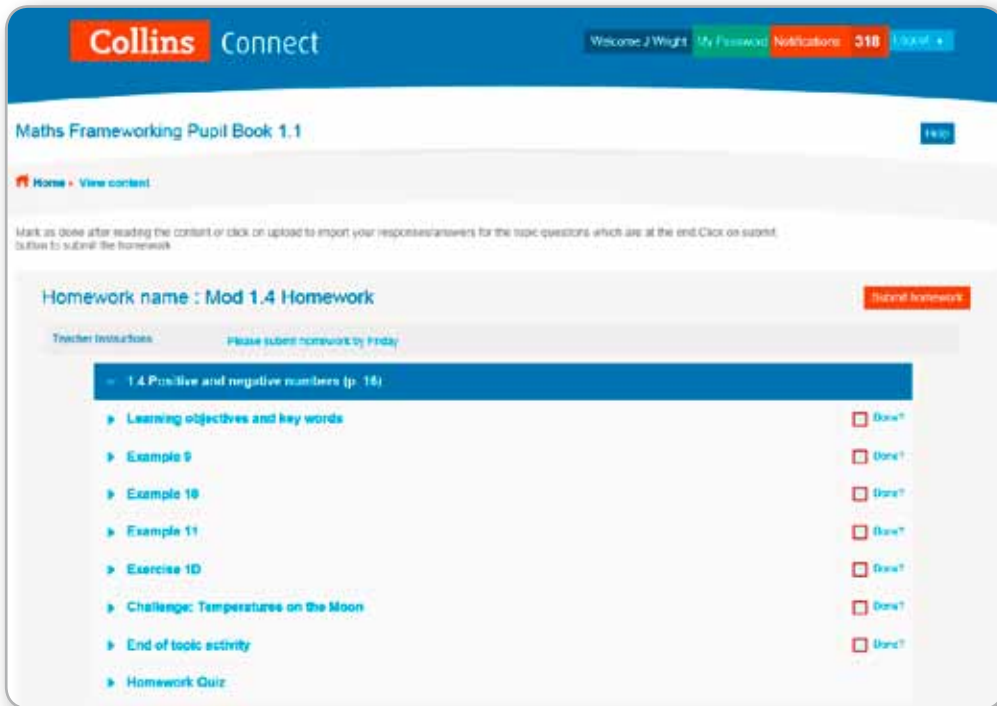 Collins Connect
Welcome J Wright My Password Notifications 318 Logout
Maths Frameworking Pupil Book 1.1
Help
Home View content
Mark as done after reading the content or click on upload to import your responses/answers for the topic questions which are at the end.Click on submit
button to submit the homework
Homework name : Mod 1.4 Homework
Submit homework
Teacher Instructions Please submit homework by Friday
1.4 Positive and negative numbers (p. 16)
Learning objectives and key words Done?
Example 9 Done?
Example 10 Done?
Example 11 Done?
Exercise 1D Done?
Challenge: Temperatures on the Moon Done?
End of topic activity Done?
Homework Quiz